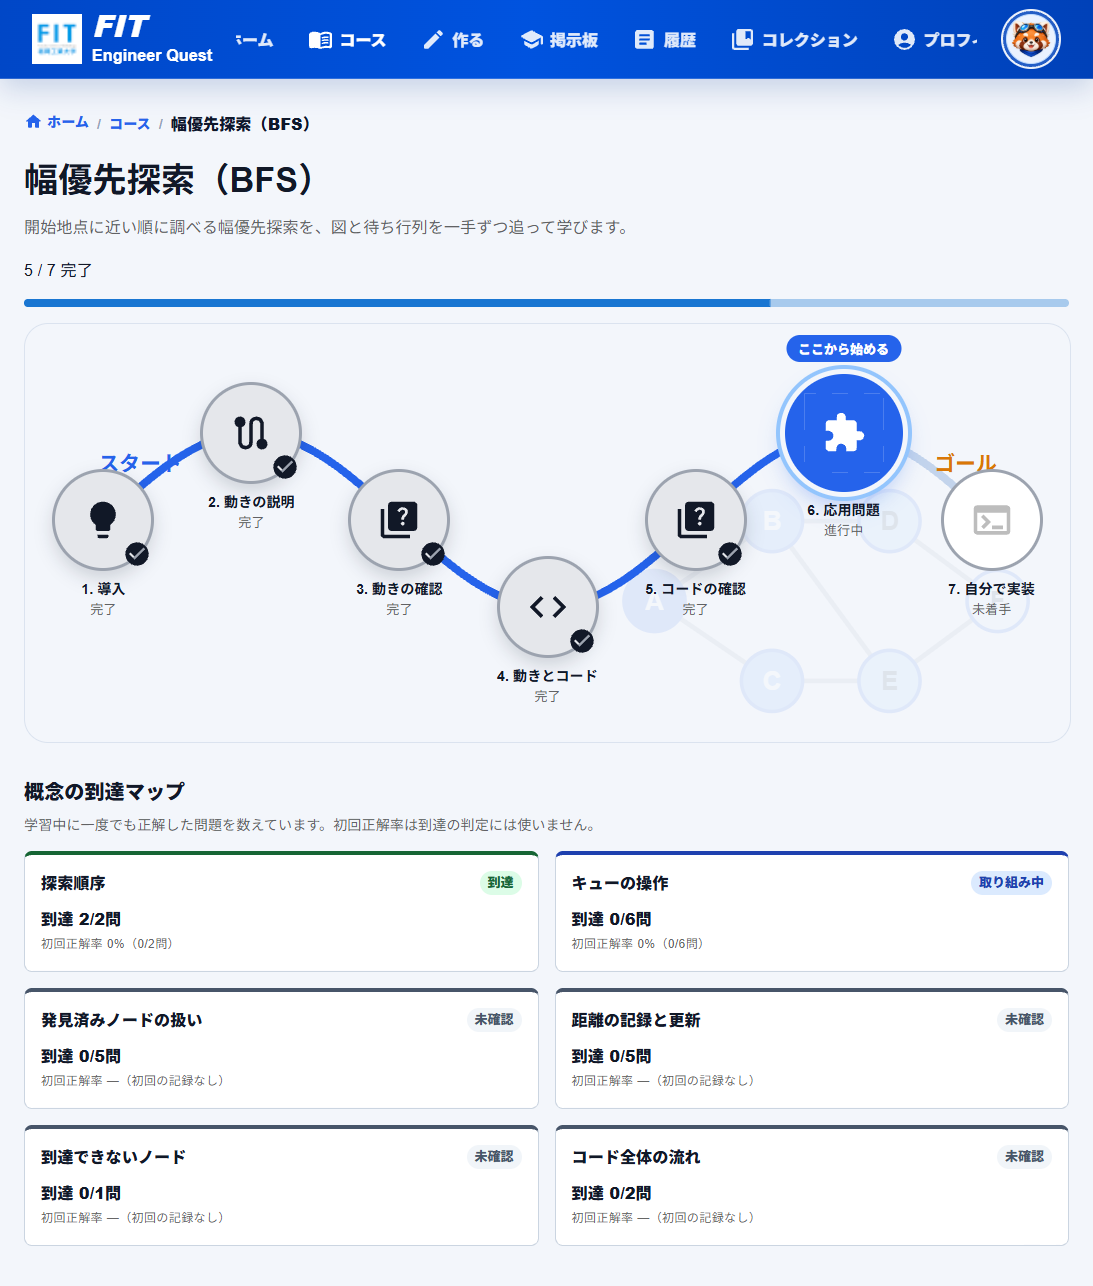 FIT
FIT
Engineer Quest
ーム
コース
作る
掲示板
履歴
コレクション
プロフ
ホーム / コース / 幅優先探索（BFS）
幅優先探索（BFS）
開始地点に近い順に調べる幅優先探索を、図と待ち行列を一手ずつ追って学びます。
5 / 7 完了
ここから始める
スタート
ゴール
1. 導入
完了
2. 動きの説明
完了
3. 動きの確認
完了
4. 動きとコード
完了
5. コードの確認
完了
6. 応用問題
進行中
7. 自分で実装
未着手
A
B
C
D
E
概念の到達マップ
学習中に一度でも正解した問題を数えています。初回正解率は到達の判定には使いません。
探索順序
到達
到達 2/2問
初回正解率 0%（0/2問）
キューの操作
取り組み中
到達 0/6問
初回正解率 0%（0/6問）
発見済みノードの扱い
未確認
到達 0/5問
初回正解率 —（初回の記録なし）
距離の記録と更新
未確認
到達 0/5問
初回正解率 —（初回の記録なし）
到達できないノード
未確認
到達 0/1問
初回正解率 —（初回の記録なし）
コード全体の流れ
未確認
到達 0/2問
初回正解率 —（初回の記録なし）